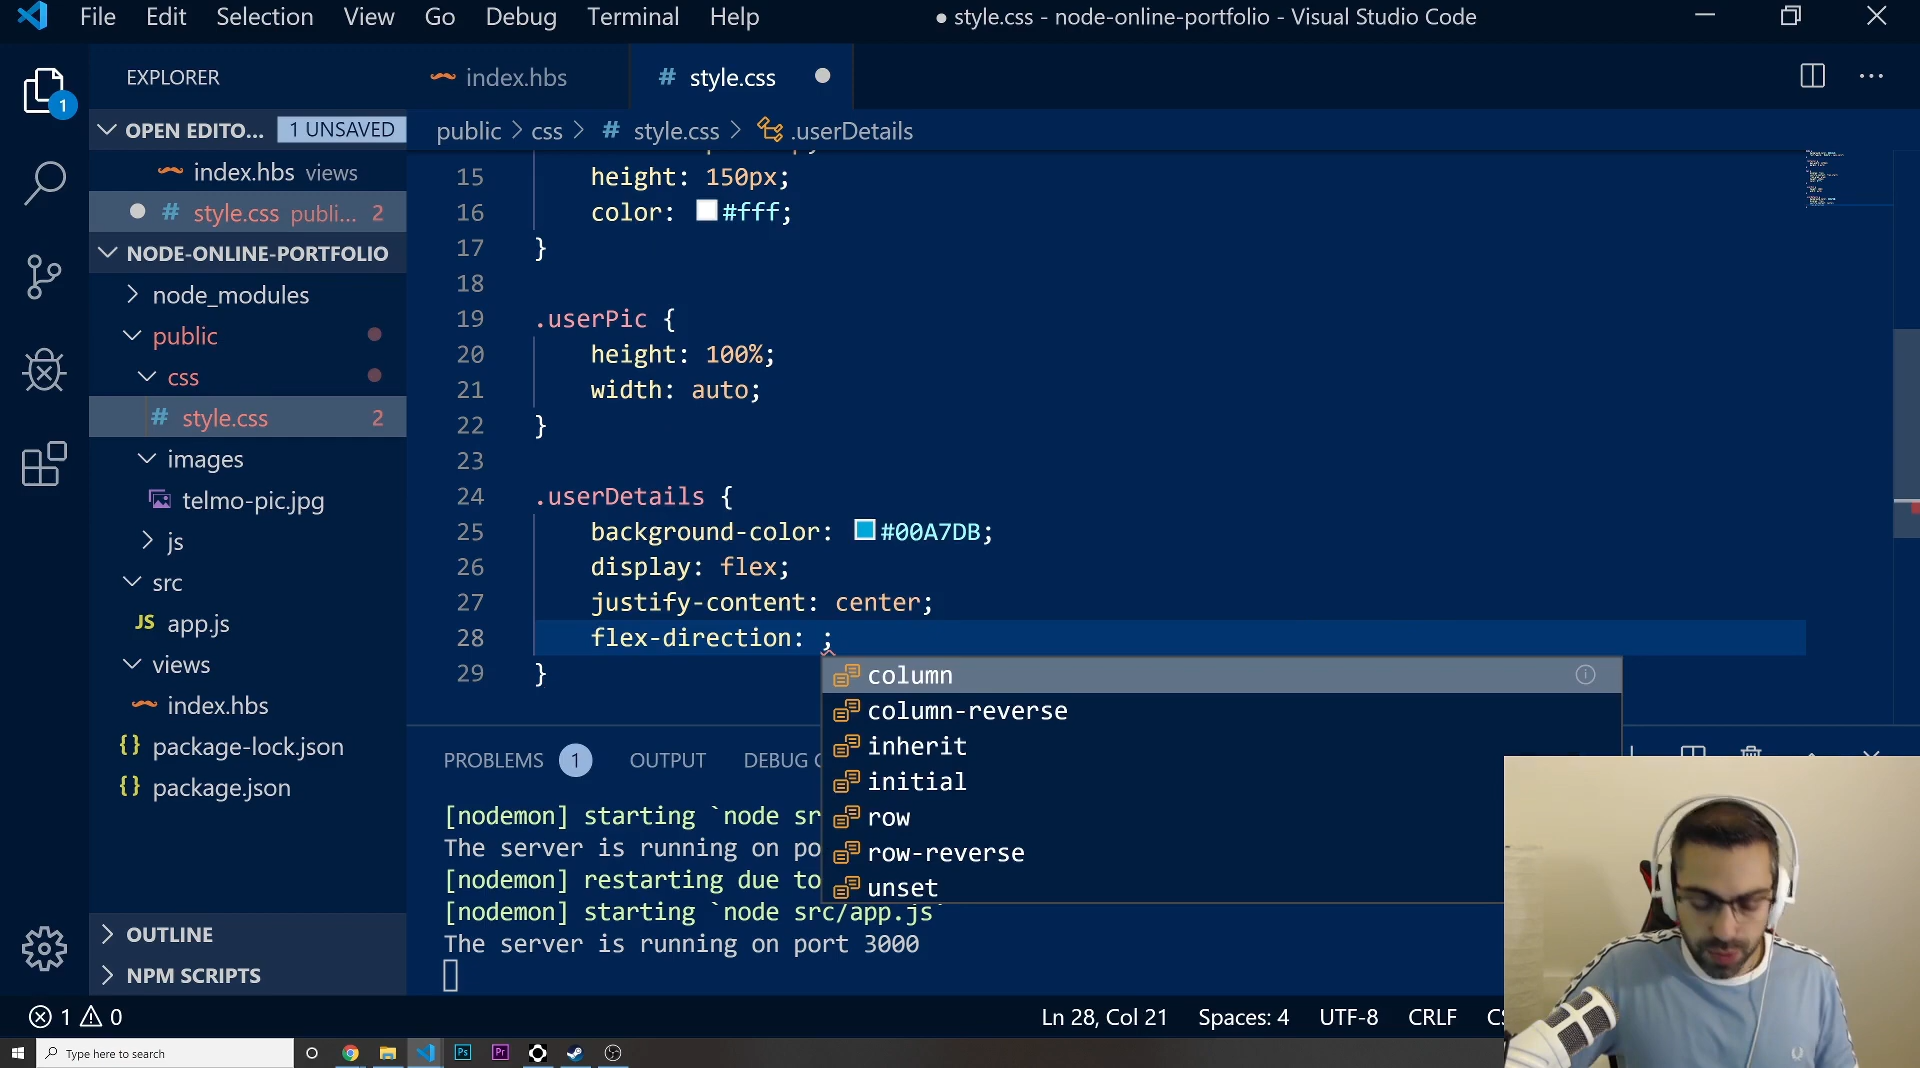 File Edit Selection View Go Debug Terminal Help
● style.css - node-online-portfolio - Visual Studio Code
EXPLORER
index.hbs
# style.css
1
OPEN EDITO... 1 UNSAVED
public > css > # style.css > .userDetails
index.hbs views
# style.css publi... 2
NODE-ONLINE-PORTFOLIO
node_modules
public
css
# style.css 2
images
telmo-pic.jpg
js
src
JS app.js
views
index.hbs
{} package-lock.json
{} package.json
OUTLINE
NPM SCRIPTS
15 height: 150px;
16 color: #fff;
17 }
18
19 .userPic {
20 height: 100%;
21 width: auto;
22 }
23
24 .userDetails {
25 background-color: #00A7DB;
26 display: flex;
27 justify-content: center;
28 flex-direction: ;
29 }
column
column-reverse
inherit
initial
row
row-reverse
unset
PROBLEMS 1 OUTPUT DEBUG
[nodemon] starting `node sr
The server is running on po
[nodemon] restarting due to
[nodemon] starting `node src/app.js`
The server is running on port 3000
1 0
Ln 28, Col 21 Spaces: 4 UTF-8 CRLF
Type here to search
Ps
Pr